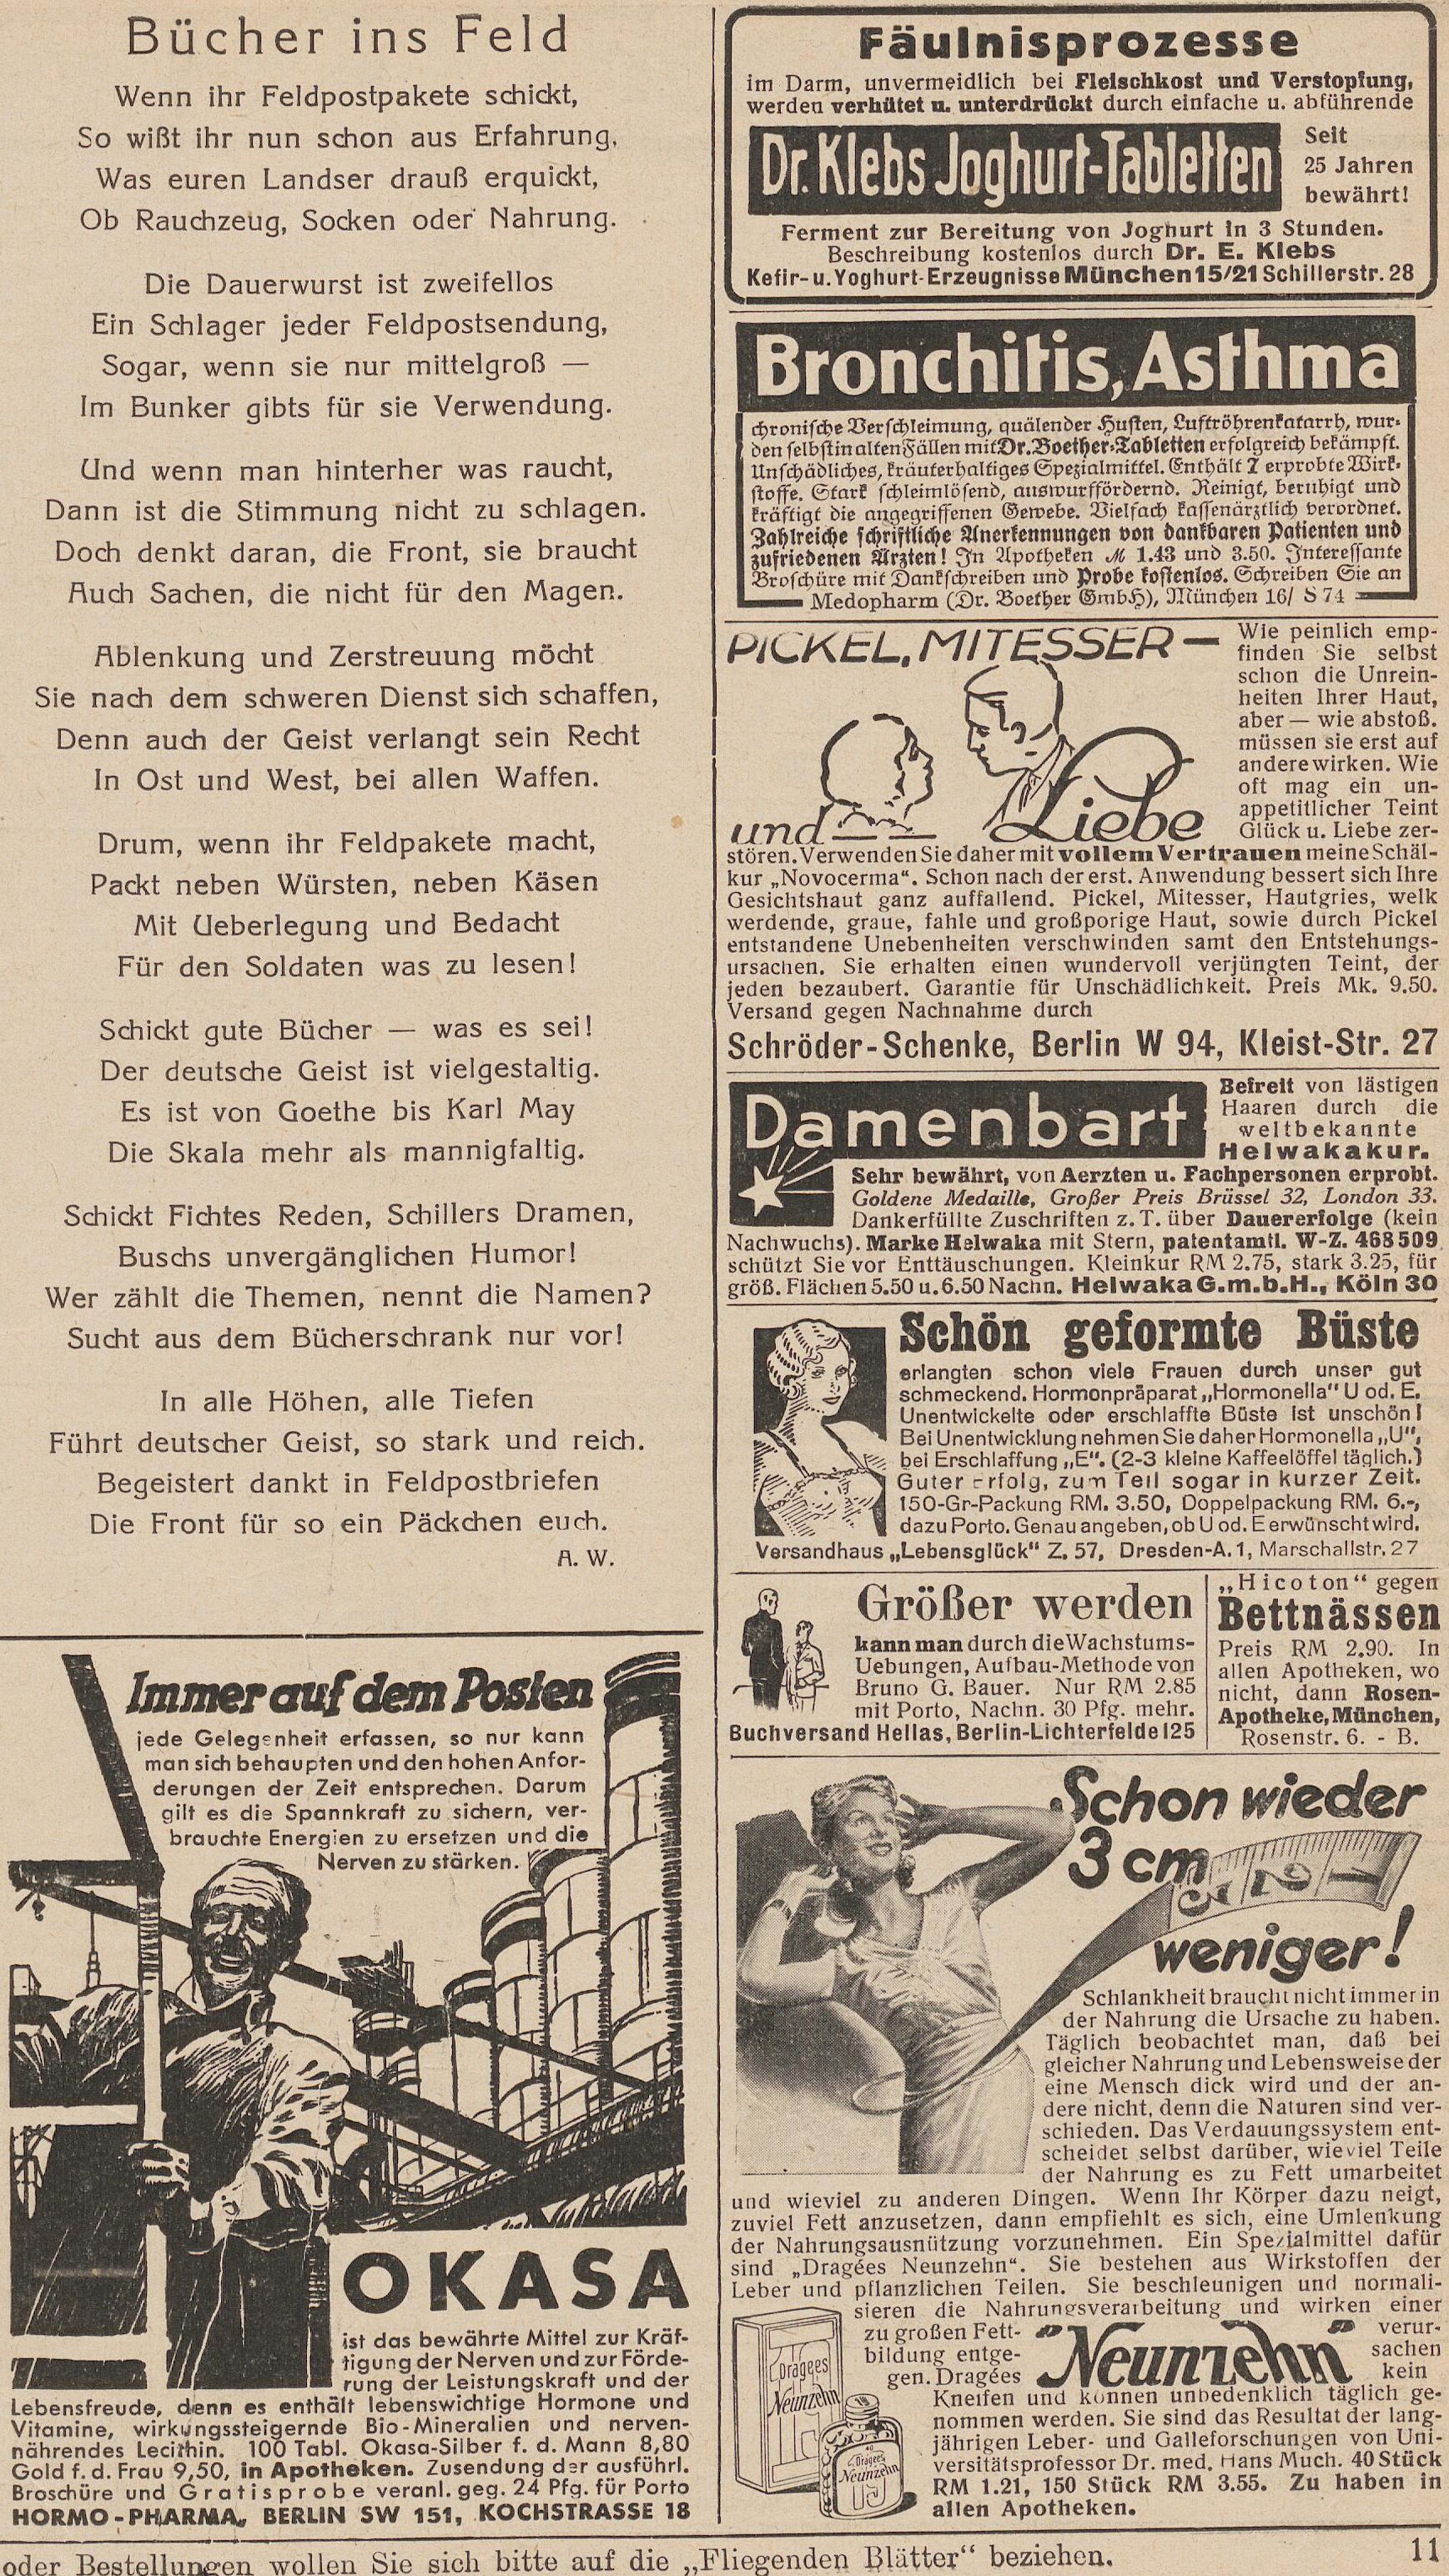 Bücher ins Feld
Wenn ihr Feldpostpakete schickt,
So wißt ihr nun schon aus Erfahrung,
Was euren Landser drauß erquickt,
Ob Rauchzeug, Socken oder Nahrung.
Die Dauerwurst ist zweifellos
Ein Schlager jeder Feldpostsendung,
Sogar, wenn sie nur mittelgroß —
Im Bunker gibts für sie Verwendung.
Und wenn man hinterher was raucht,
Dann ist die Stimmung nicht zu schlagen.
Doch denkt daran, die Front, sie braucht
Auch Sachen, die nicht für den Magen.
Ablenkung und Zerstreuung möcht
Sie nach dem schweren Dienst sich schaffen,
Denn auch der Geist verlangt sein Recht
In Ost und West, bei allen Waffen.
Drum, wenn ihr Feldpakete macht,
Packt neben Würsten, neben Käsen
Mit Ueberlegung und Bedacht
Für den Soldaten was zu lesen!
Schickt gute Bücher — was es sei!
Der deutsche Geist ist vielgestaltig.
Es ist von Goethe bis Karl May
Die Skala mehr als mannigfaltig.
Schickt Fichtes Reden, Schillers Dramen,
Buschs unvergänglichen Humor!
Wer zählt die Themen, nennt die Namen?
Sucht aus dem Bücherschrank nur vor!
In alle Höhen, alle Tiefen
Führt deutscher Geist, so stark und reich.
Begeistert dankt in Feldpostbriefen
Die Front für so ein Päckchen euch.
A. W.
Immer auf dem Posten
jede Gelegenheit erfassen, so nur kann
man sich behaupten und den hohen Anfor-
derungen der Zeit entsprechen. Darum
gilt es die Spannkraft zu sichern, ver-
brauchte Energien zu ersetzen und die
Nerven zu stärken.
OKASA
ist das bewährte Mittel zur Kräf-
tigung der Nerven und zur Förde-
rung der Leistungskraft und der
Lebensfreude, denn es enthält lebenswichtige Hormone und
Vitamine, wirkungssteigernde Bio-Mineralien und nerven-
nährendes Lecithin. 100 Tabl. Okasa-Silber f. d. Mann 8,80
Gold f. d. Frau 9,50, in Apotheken. Zusendung der ausführl.
Broschüre und Gratisprobe veranl. geg. 24 Pfg. für Porto
HORMO-PHARMA, BERLIN SW 151, KOCHSTRASSE 18
Fäulnisprozesse
im Darm, unvermeidlich bei Fleischkost und Verstopfung,
werden verhütet u. unterdrückt durch einfache u. abführende
Dr. Klebs Joghurt-Tabletten
Seit
25 Jahren
bewährt!
Ferment zur Bereitung von Joghurt in 3 Stunden.
Beschreibung kostenlos durch Dr. E. Klebs
Kefir- u. Yoghurt-Erzeugnisse München 15/21 Schillerstr. 28
Bronchitis, Asthma
chronische Verschleimung, quälender Husten, Luftröhrenkatarrh, wur-
den selbst in alten Fällen mit Dr. Boether-Tabletten erfolgreich bekämpft.
Unschädliches, kräuterhaltiges Spezialmittel. Enthält 7 erprobte Wirk-
stoffe. Stark schleimlösend, auswurffördernd. Reinigt, beruhigt und
kräftigt die angegriffenen Gewebe. Vielfach kassenärztlich verordnet.
Zahlreiche schriftliche Anerkennungen von dankbaren Patienten und
zufriedenen Ärzten! In Apotheken M 1.43 und 3.50. Interessante
Broschüre mit Dankschreiben und Probe kostenlos. Schreiben Sie an
Medopharm (Dr. Boether GmbH), München 16/ S 74
PICKEL, MITESSER —
und Liebe
Wie peinlich emp-
finden Sie selbst
schon die Unrein-
heiten Ihrer Haut,
aber — wie abstoß.
müssen sie erst auf
andere wirken. Wie
oft mag ein un-
appetitlicher Teint
Glück u. Liebe zer-
stören. Verwenden Sie daher mit vollem Vertrauen meine Schäl-
kur „Novocerma“. Schon nach der erst. Anwendung bessert sich Ihre
Gesichtshaut ganz auffallend. Pickel, Mitesser, Hautgries, welk
werdende, graue, fahle und großporige Haut, sowie durch Pickel
entstandene Unebenheiten verschwinden samt den Entstehungs-
ursachen. Sie erhalten einen wundervoll verjüngten Teint, der
jeden bezaubert. Garantie für Unschädlichkeit. Preis Mk. 9.50.
Versand gegen Nachnahme durch
Schröder-Schenke, Berlin W 94, Kleist-Str. 27
Damenbart
Befreit von lästigen
Haaren durch die
weltbekannte
Helwakakur.
Sehr bewährt, von Aerzten u. Fachpersonen erprobt.
Goldene Medaille, Großer Preis Brüssel 32, London 33.
Dankerfüllte Zuschriften z. T. über Dauererfolge (kein
Nachwuchs). Marke Helwaka mit Stern, patentamtl. W-Z. 468 509
schützt Sie vor Enttäuschungen. Kleinkur RM 2.75, stark 3.25, für
größ. Flächen 5.50 u. 6.50 Nachn. Helwaka G.m.b.H., Köln 30
Schön geformte Büste
erlangten schon viele Frauen durch unser gut
schmeckend. Hormonpräparat „Hormonella“ U od. E.
Unentwickelte oder erschlaffte Büste ist unschön!
Bei Unentwicklung nehmen Sie daher Hormonella „U“,
bei Erschlaffung „E“. (2-3 kleine Kaffeelöffel täglich.)
Guter Erfolg, zum Teil sogar in kurzer Zeit.
150-Gr-Packung RM. 3.50, Doppelpackung RM. 6.-,
dazu Porto. Genau angeben, ob U od. E erwünscht wird.
Versandhaus „Lebensglück“ Z. 57, Dresden-A. 1, Marschallstr. 27
Größer werden
kann man durch die Wachstums-
Uebungen, Aufbau-Methode von
Bruno G. Bauer. Nur RM 2.85
mit Porto, Nachn. 30 Pfg. mehr.
Buchversand Hellas, Berlin-Lichterfelde 125
„Hicoton“ gegen
Bettnässen
Preis RM 2.90. In
allen Apotheken, wo
nicht, dann Rosen-
Apotheke, München,
Rosenstr. 6. - B.
Schon wieder
3 cm
3 2 1
weniger!
Schlankheit braucht nicht immer in
der Nahrung die Ursache zu haben.
Täglich beobachtet man, daß bei
gleicher Nahrung und Lebensweise der
eine Mensch dick wird und der an-
dere nicht, denn die Naturen sind ver-
schieden. Das Verdauungssystem ent-
scheidet selbst darüber, wieviel Teile
der Nahrung es zu Fett umarbeitet
und wieviel zu anderen Dingen. Wenn Ihr Körper dazu neigt,
zuviel Fett anzusetzen, dann empfiehlt es sich, eine Umlenkung
der Nahrungsausnützung vorzunehmen. Ein Spezialmittel dafür
sind „Dragées Neunzehn“. Sie bestehen aus Wirkstoffen der
Leber und pflanzlichen Teilen. Sie beschleunigen und normali-
sieren die Nahrungsverarbeitung und wirken einer
zu großen Fett-
bildung entge-
gen. Dragées
Neunzehn
verur-
sachen
kein
Kneifen und können unbedenklich täglich ge-
nommen werden. Sie sind das Resultat der lang-
jährigen Leber- und Galleforschungen von Uni-
versitätsprofessor Dr. med. Hans Much. 40 Stück
RM 1.21, 150 Stück RM 3.55. Zu haben in
allen Apotheken.
Dragées
Neunzehn
Dragées
Neunzehn
19
oder Bestellungen wollen Sie sich bitte auf die „Fliegenden Blätter“ beziehen.
11